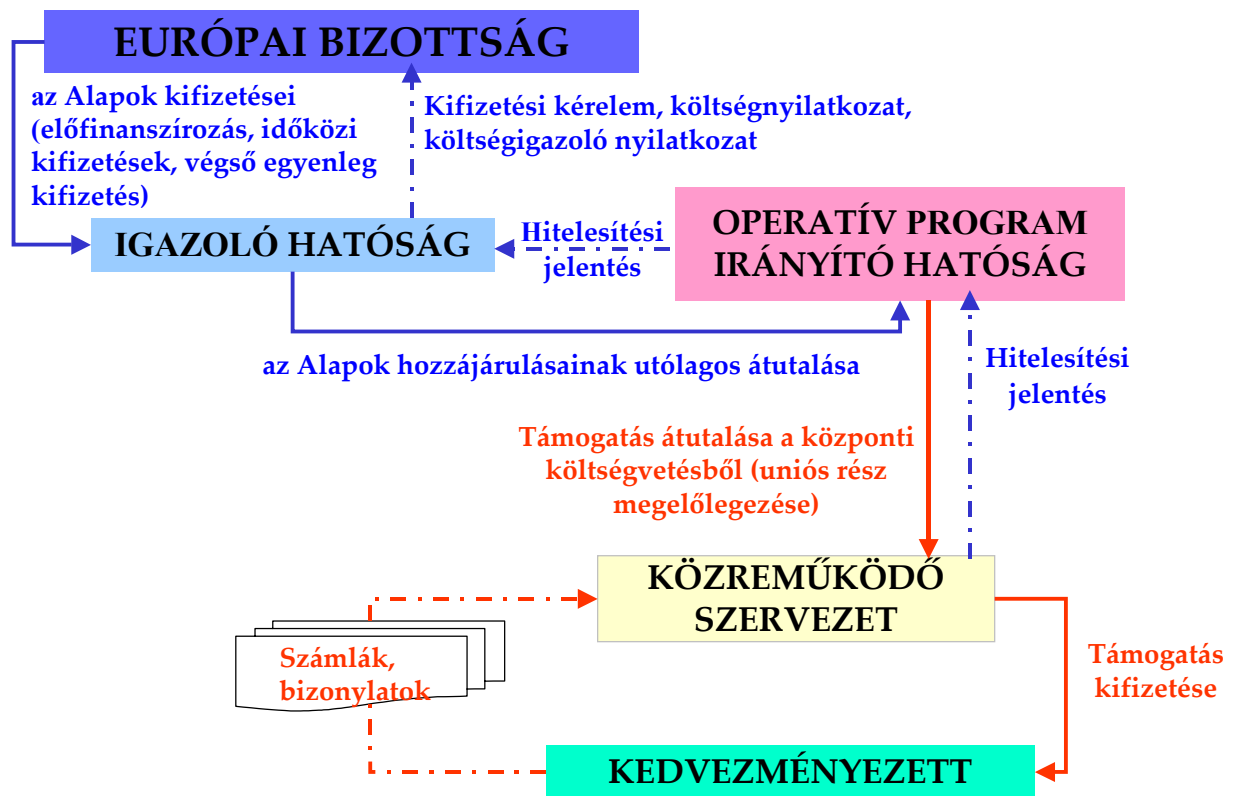 EURÓPAI BIZOTTSÁG
az Alapok kifizetései
(előfinanszírozás, időközi
kifizetések, végső egyenleg
kifizetés)
Kifizetési kérelem, költségnyilatkozat,
költségigazoló nyilatkozat
IGAZOLÓ HATÓSÁG
Hitelesítési
jelentés
OPERATÍV PROGRAM
IRÁNYÍTÓ HATÓSÁG
az Alapok hozzájárulásainak utólagos átutalása
Hitelesítési
jelentés
Támogatás átutalása a központi
költségvetésből (uniós rész
megelőlegezése)
KÖZREMŰKÖDŐ
SZERVEZET
Számlák,
bizonylatok
Támogatás
kifizetése
KEDVEZMÉNYEZETT